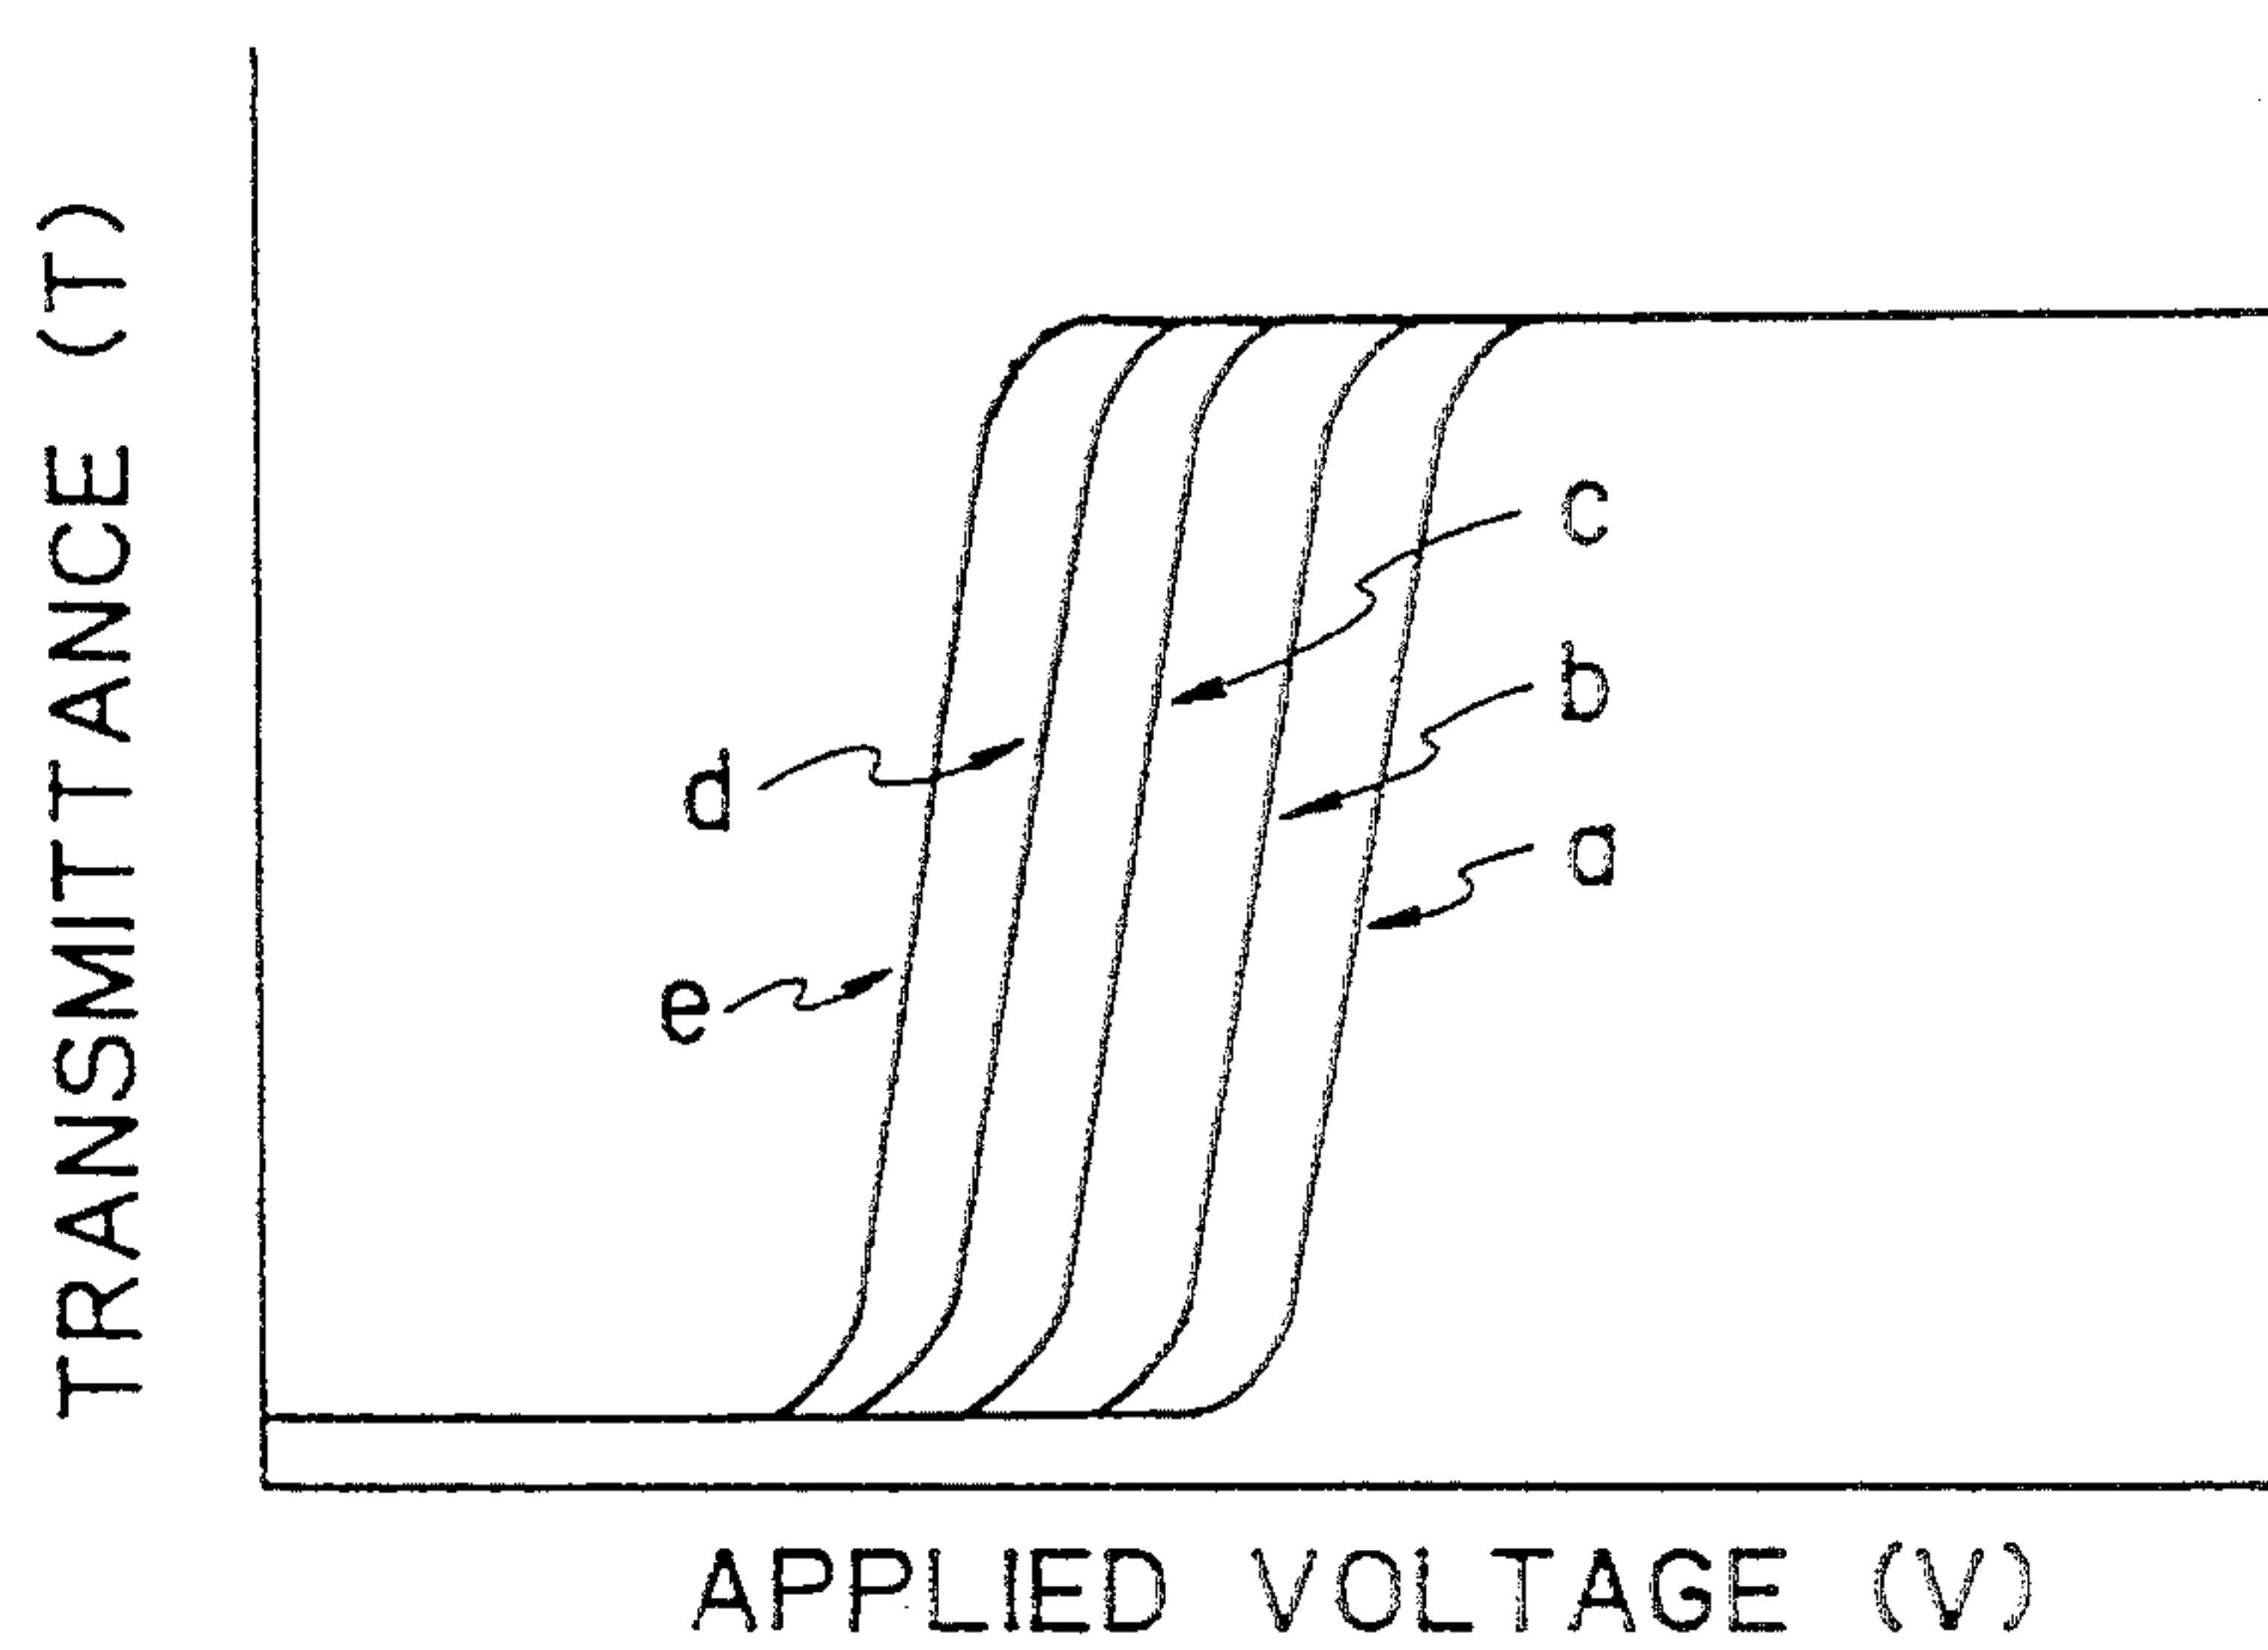 TRANSMITTANCE (T)
c
b
d
a
e
APPLIED VOLTAGE (V)